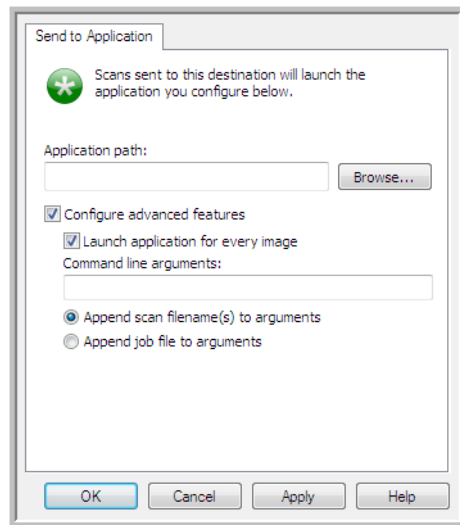 Send to Application
Scans sent to this destination will launch the
application you configure below.
Application path:
Browse...
Configure advanced features
Launch application for every image
Command line arguments:
Append scan filename(s) to arguments
Append job file to arguments
OK Cancel Apply Help